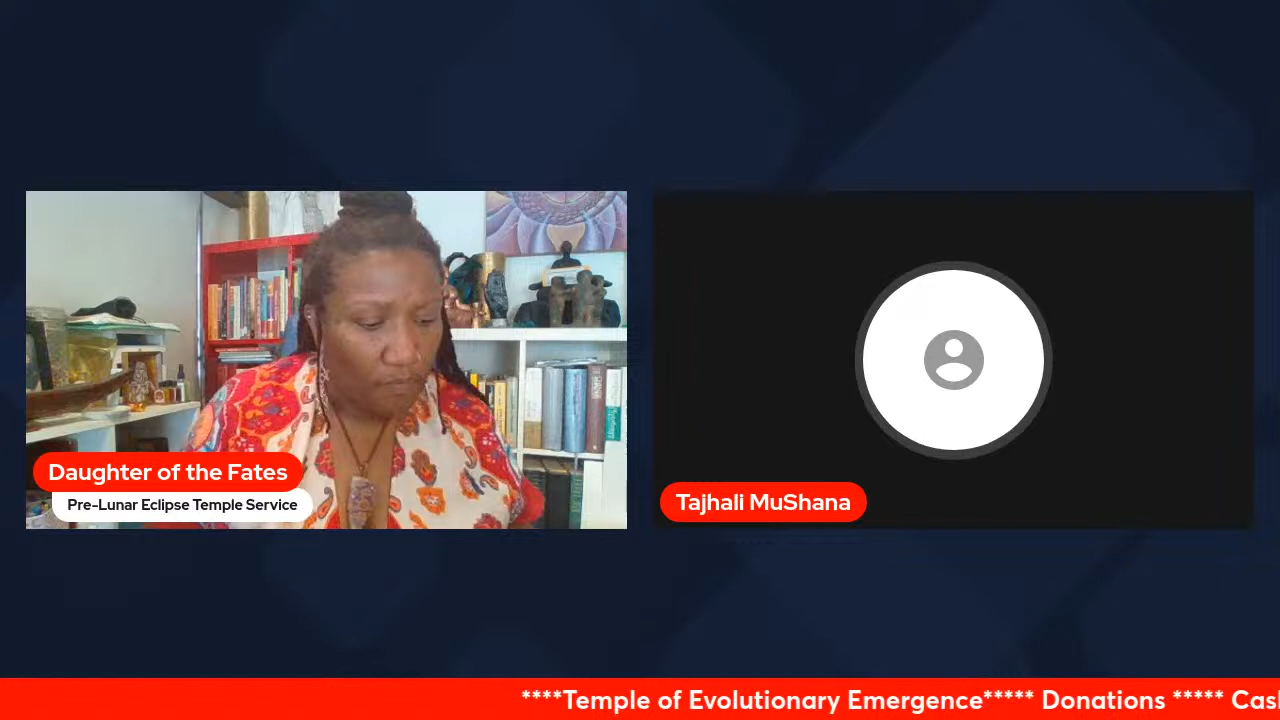 Daughter of the Fates
Pre-Lunar Eclipse Temple Service
Tajhali MuShana
****Temple of Evolutionary Emergence***** Donations *****